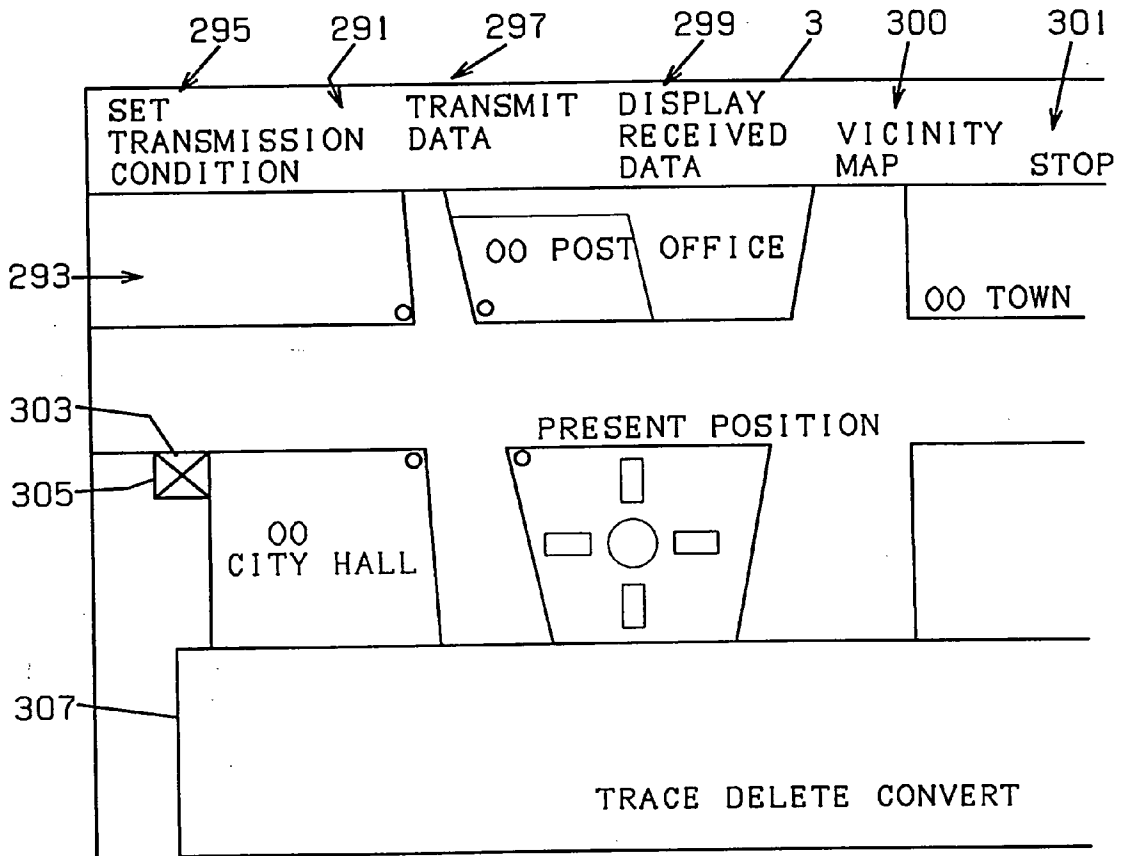 295 291 297 299 3 300 301
SET TRANSMISSION CONDITION
TRANSMIT DATA
DISPLAY RECEIVED DATA
VICINITY MAP
STOP
OO POST OFFICE
293
OO TOWN
303
PRESENT POSITION
305
OO
CITY HALL
307
TRACE DELETE CONVERT